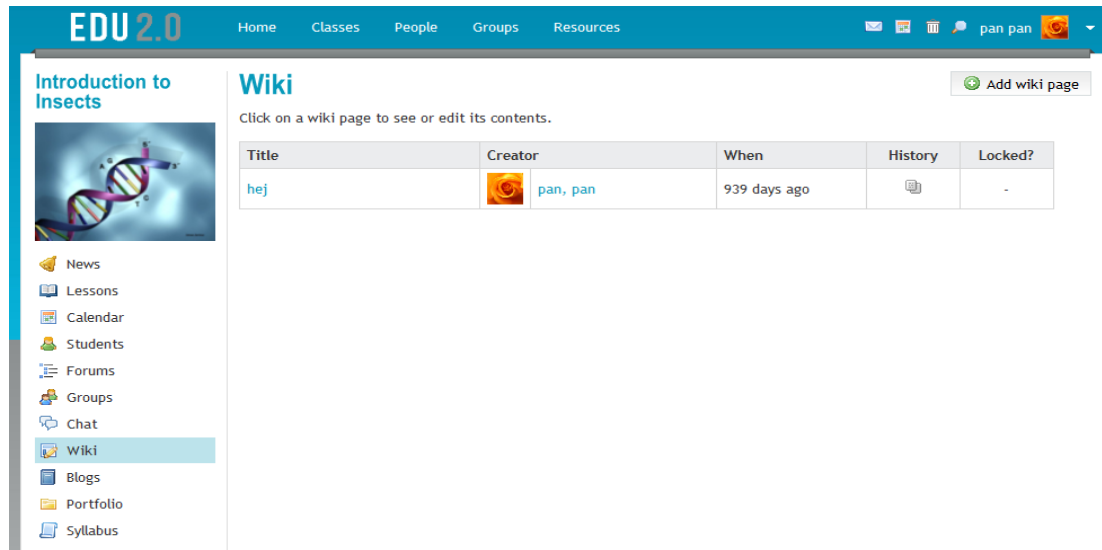 EDU 2.0 Home Classes People Groups Resources pan pan
Introduction to
Insects
A G 5' 3' T C
News
Lessons
Calendar
Students
Forums
Groups
Chat
Wiki
Blogs
Portfolio
Syllabus
Wiki
Add wiki page
Click on a wiki page to see or edit its contents.
Title Creator When History Locked?
hej pan, pan 939 days ago -